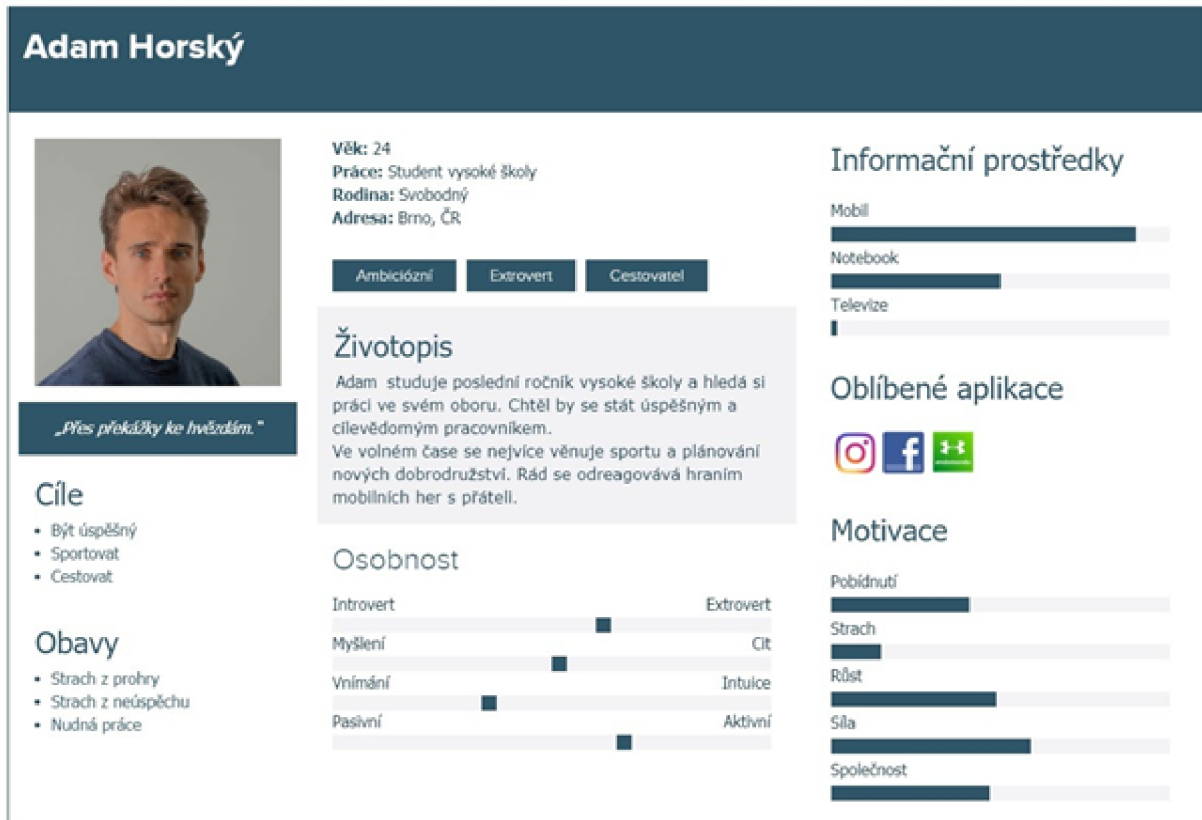 Adam Horský
„Přes překážky ke hvězdám."
Cíle
• Být úspěšný
• Sportovat
• Cestovat
Obavy
• Strach z prohry
• Strach z neúspěchu
• Nudná práce
Věk: 24
Práce: Student vysoké školy
Rodina: Svobodný
Adresa: Brno, ČR
Ambiciózní
Extrovert
Cestovatel
Životopis
Adam studuje poslední ročník vysoké školy a hledá si
práci ve svém oboru. Chtěl by se stát úspěšným a
cílevědomým pracovníkem.
Ve volném čase se nejvíce věnuje sportu a plánování
nových dobrodružství. Rád se odreagovává hraním
mobilních her s přáteli.
Osobnost
Introvert Extrovert
Myšlení Cit
Vnímání Intuice
Pasivní Aktivní
Informační prostředky
Mobil
Notebook
Televize
Oblíbené aplikace
Motivace
Pobídnutí
Strach
Růst
Síla
Společnost